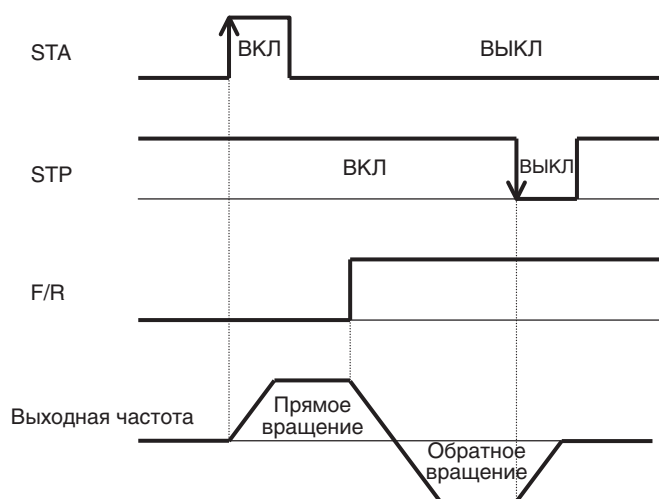 STA
ВКЛ
ВЫКЛ
STP
ВКЛ
ВЫКЛ
F/R
Выходная частота
Прямое
вращение
Обратное
вращение